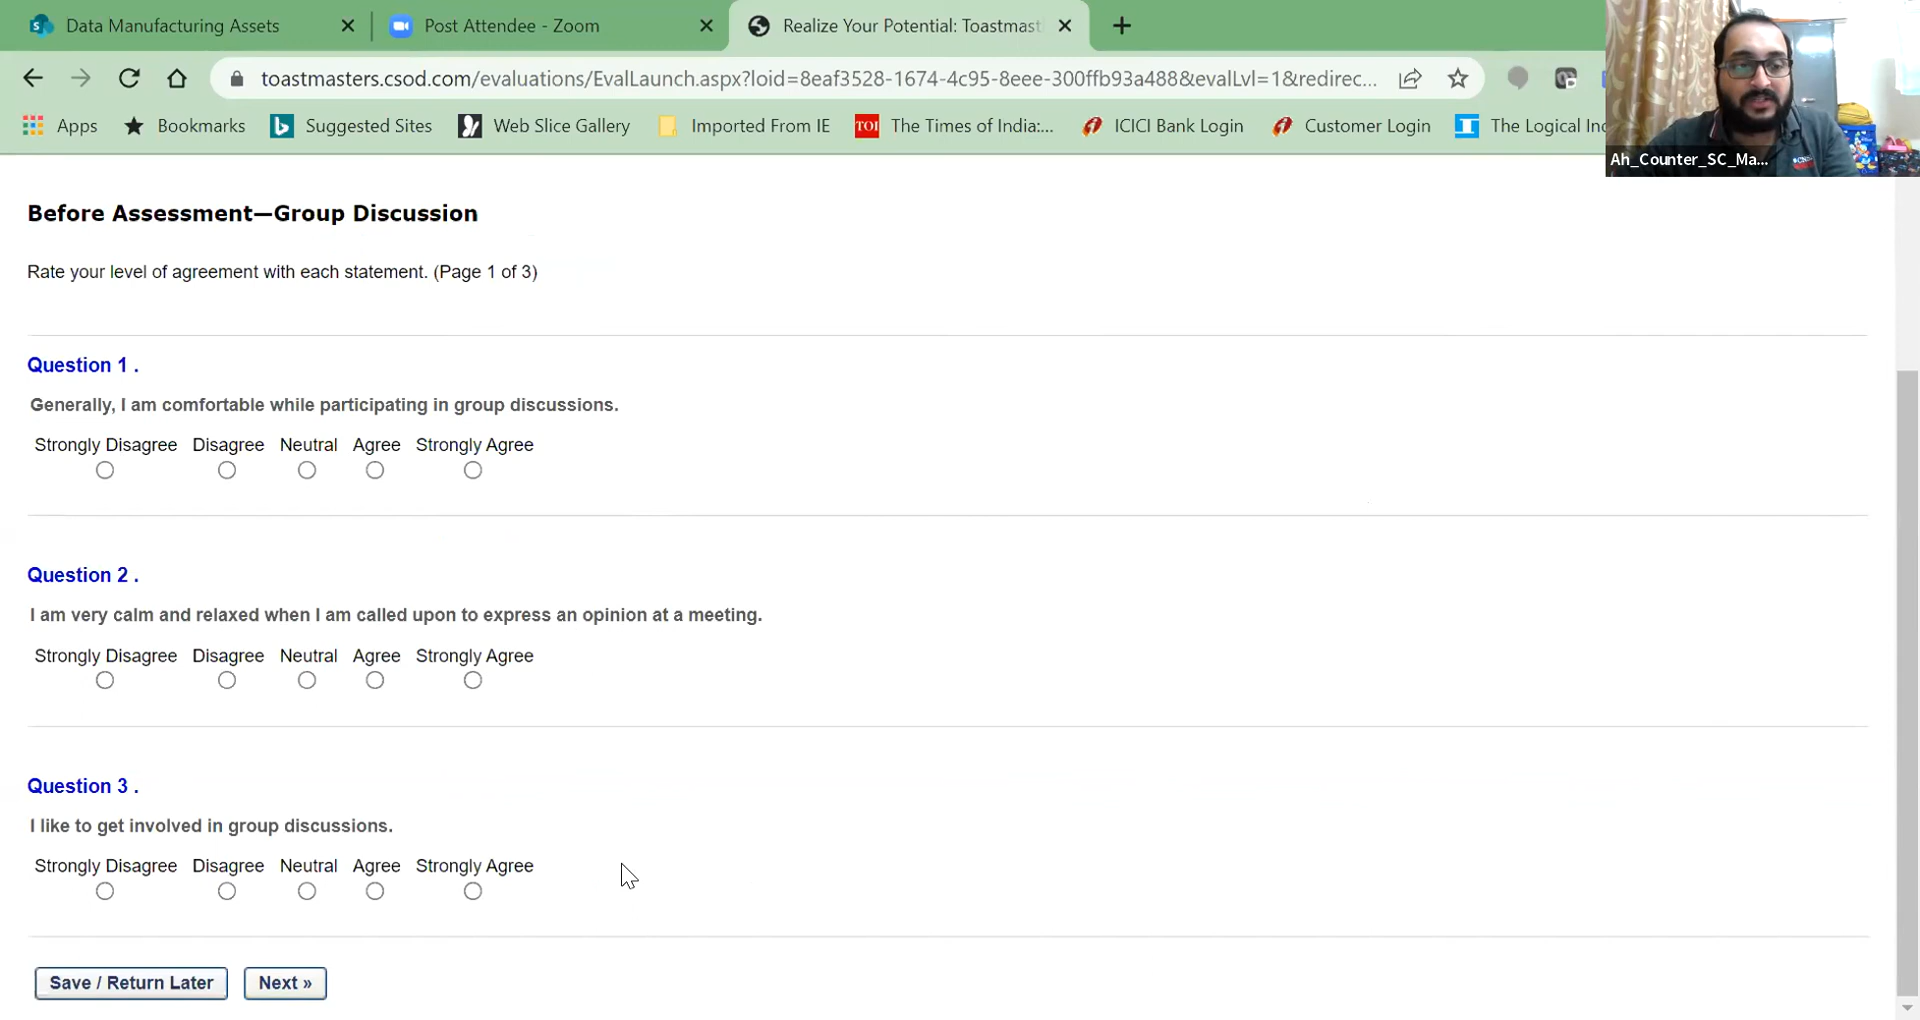 Data Manufacturing Assets
Post Attendee - Zoom
Realize Your Potential: Toastmast
toastmasters.csod.com/evaluations/EvalLaunch.aspx?loid=8eaf3528-1674-4c95-8eee-300ffb93a488&evalLvl=1&redirec...
Apps
Bookmarks
Suggested Sites
Web Slice Gallery
Imported From IE
TOI
The Times of India:...
ICICI Bank Login
Customer Login
The Logical Inc
Ah_Counter_SC_Ma...
Before Assessment—Group Discussion
Rate your level of agreement with each statement. (Page 1 of 3)
Question 1 .
Generally, I am comfortable while participating in group discussions.
Strongly Disagree Disagree Neutral Agree Strongly Agree
Question 2 .
I am very calm and relaxed when I am called upon to express an opinion at a meeting.
Strongly Disagree Disagree Neutral Agree Strongly Agree
Question 3 .
I like to get involved in group discussions.
Strongly Disagree Disagree Neutral Agree Strongly Agree
Save / Return Later
Next »